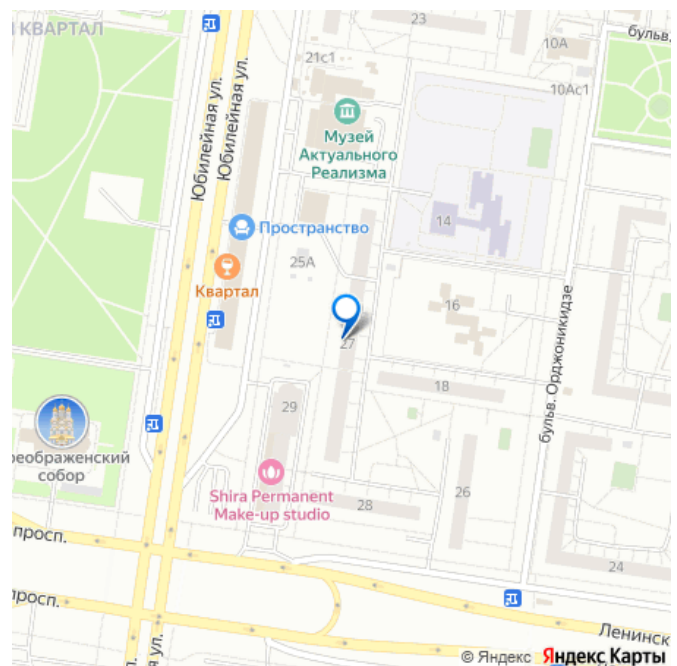 Й КВАРТАЛ
23
10А
бульв.
21с1
10Ас1
Юбилейная ул.
Юбилейная ул.
Музей
Актуального
Реализма
14
Пространство
25А
Квартал
16
27
бульв. Орджоникидзе
18
29
реображенский
собор
Shira Permanent
Make-up studio
28
26
просп.
24
просп.
Ленинск
ул.
© Яндекс Яндекс Карты